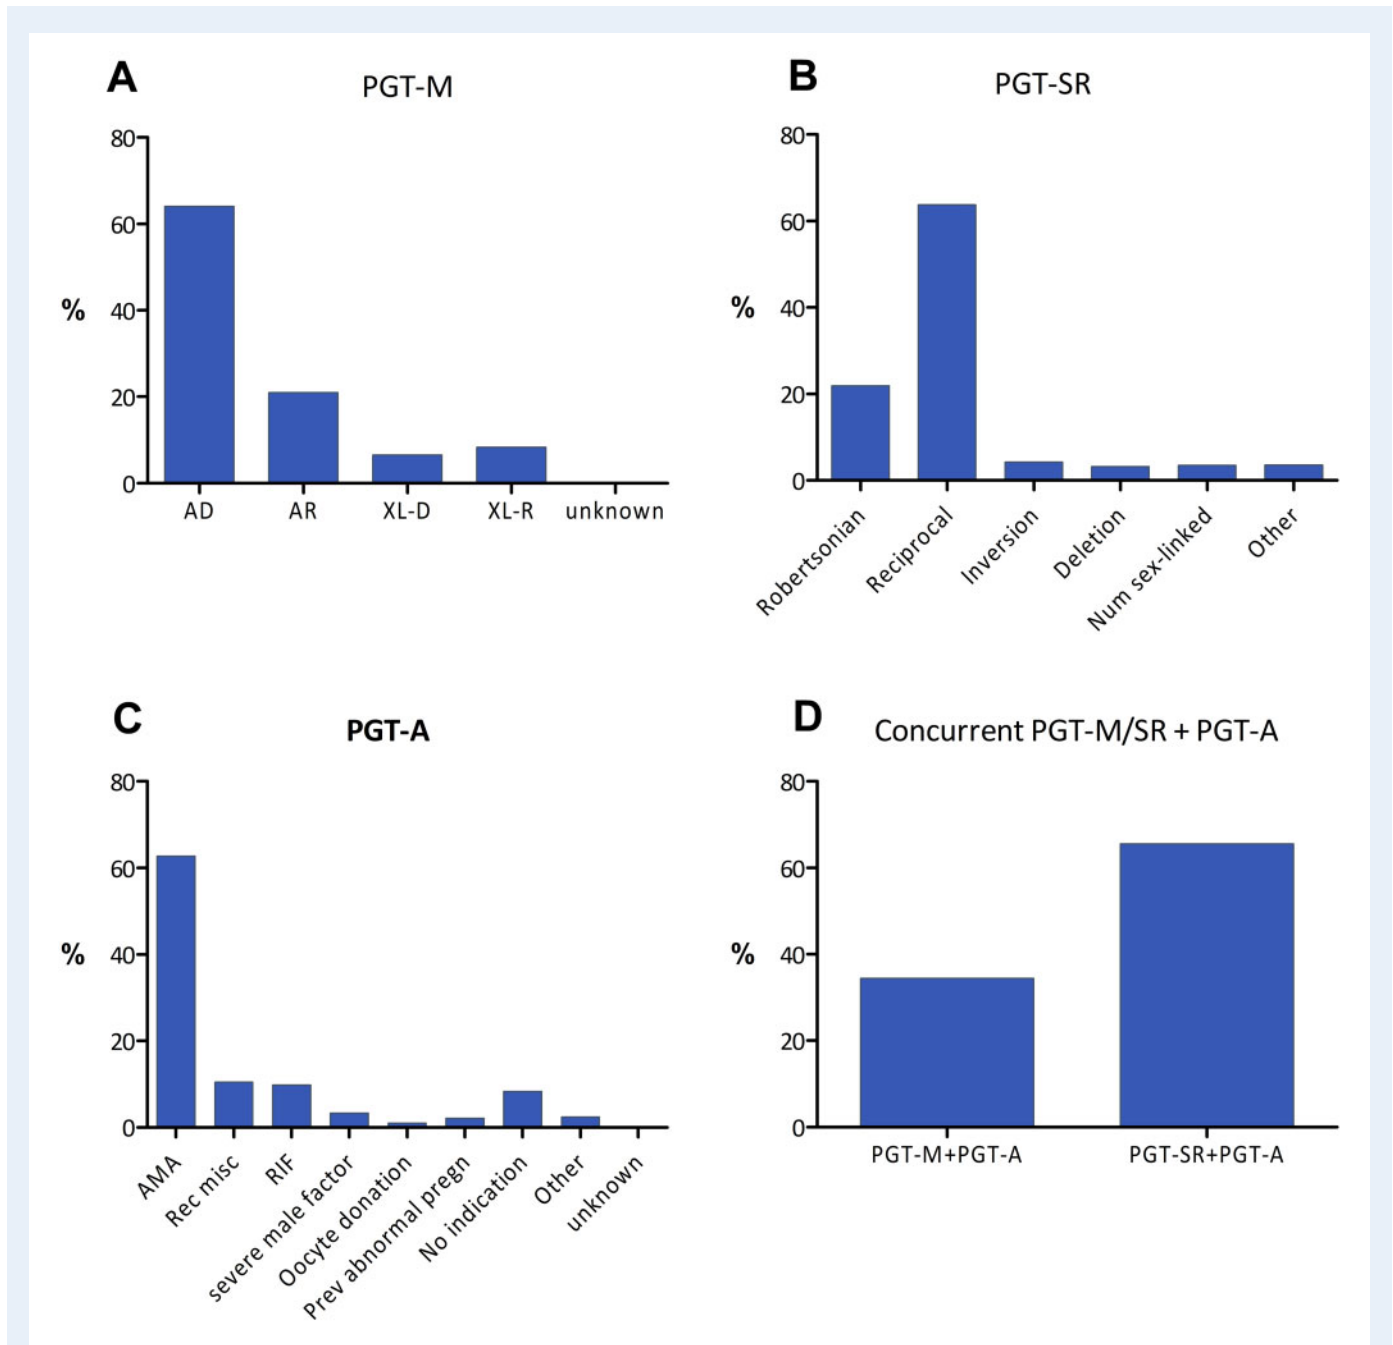 A
PGT-M
80
60
40
20
0
%
AD AR XL-D XL-R unknown
B
PGT-SR
80
60
40
20
0
%
Robertsonian
Reciprocal
Inversion
Deletion
Num sex-linked
Other
C
PGT-A
80
60
40
20
0
%
AMA
Rec misc
RIF
severe male factor
Oocyte donation
Prev abnormal pregn
No indication
Other
unknown
D
Concurrent PGT-M/SR + PGT-A
80
60
40
20
0
%
PGT-M+PGT-A PGT-SR+PGT-A